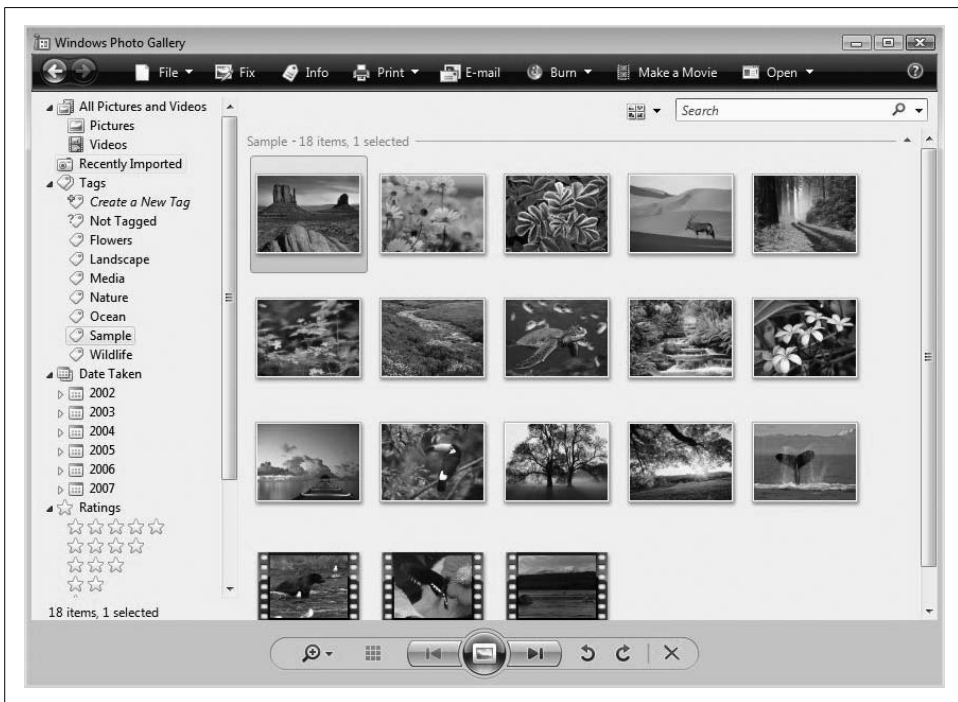 Windows Photo Gallery
File Fix Info Print E-mail Burn Make a Movie Open
All Pictures and Videos
Pictures
Videos
Recently Imported
Tags
Create a New Tag
Not Tagged
Flowers
Landscape
Media
Nature
Ocean
Sample
Wildlife
Date Taken
2002
2003
2004
2005
2006
2007
Ratings
18 items, 1 selected
Search
Sample - 18 items, 1 selected